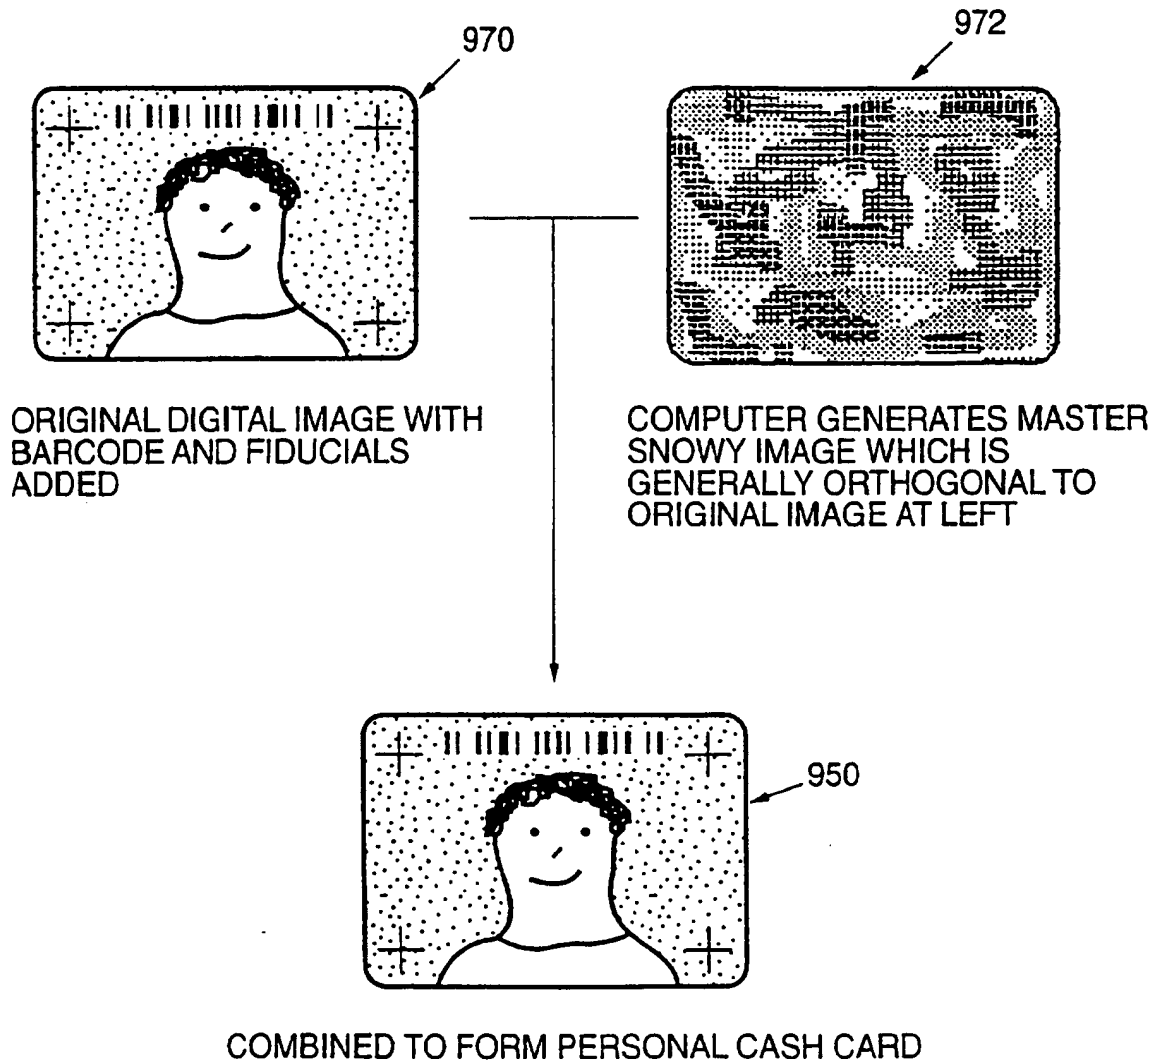 970
972
ORIGINAL DIGITAL IMAGE WITH
BARCODE AND FIDUCIALS
ADDED
COMPUTER GENERATES MASTER
SNOWY IMAGE WHICH IS
GENERALLY ORTHOGONAL TO
ORIGINAL IMAGE AT LEFT
950
COMBINED TO FORM PERSONAL CASH CARD